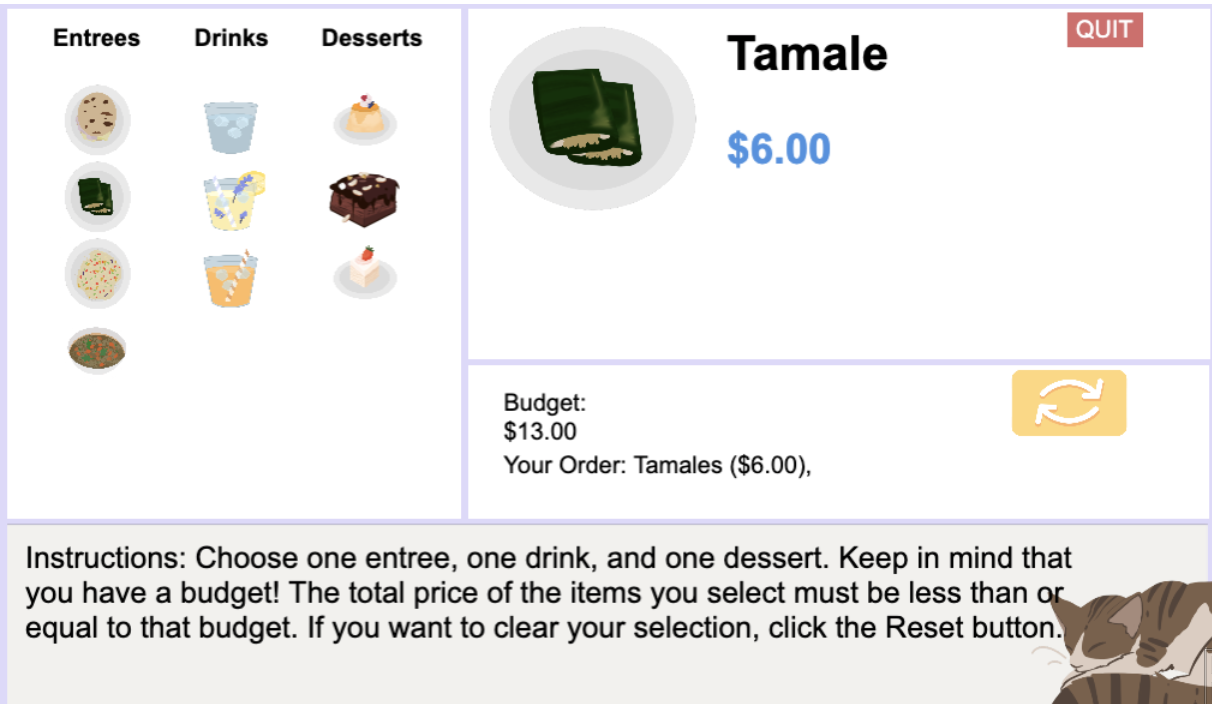 Entrees
Drinks
Desserts
Tamale
QUIT
$6.00
Budget:
$13.00
Your Order: Tamales ($6.00),
Instructions: Choose one entree, one drink, and one dessert. Keep in mind that
you have a budget! The total price of the items you select must be less than or
equal to that budget. If you want to clear your selection, click the Reset button.